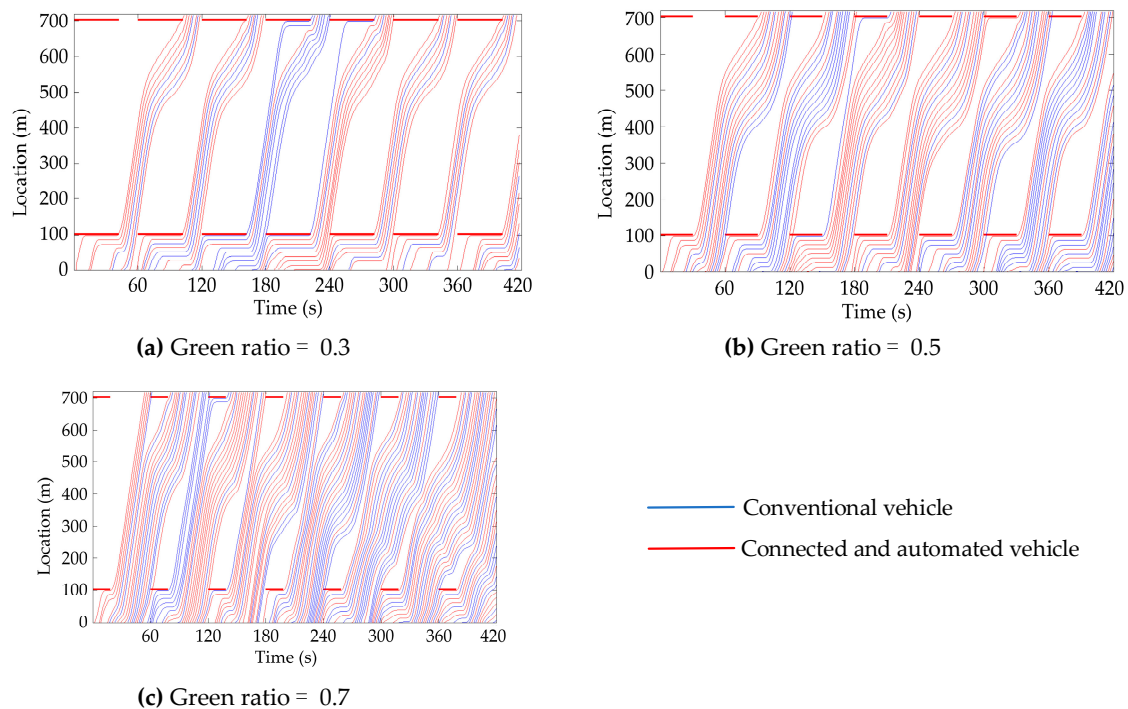 700
600
500
400
300
200
100
0
Location (m)
60 120 180 240 300 360 420
Time (s)
(a) Green ratio = 0.3
700
600
500
400
300
200
100
0
Location (m)
60 120 180 240 300 360 420
Time (s)
(b) Green ratio = 0.5
700
600
500
400
300
200
100
0
Location (m)
60 120 180 240 300 360 420
Time (s)
(c) Green ratio = 0.7
Conventional vehicle
Connected and automated vehicle